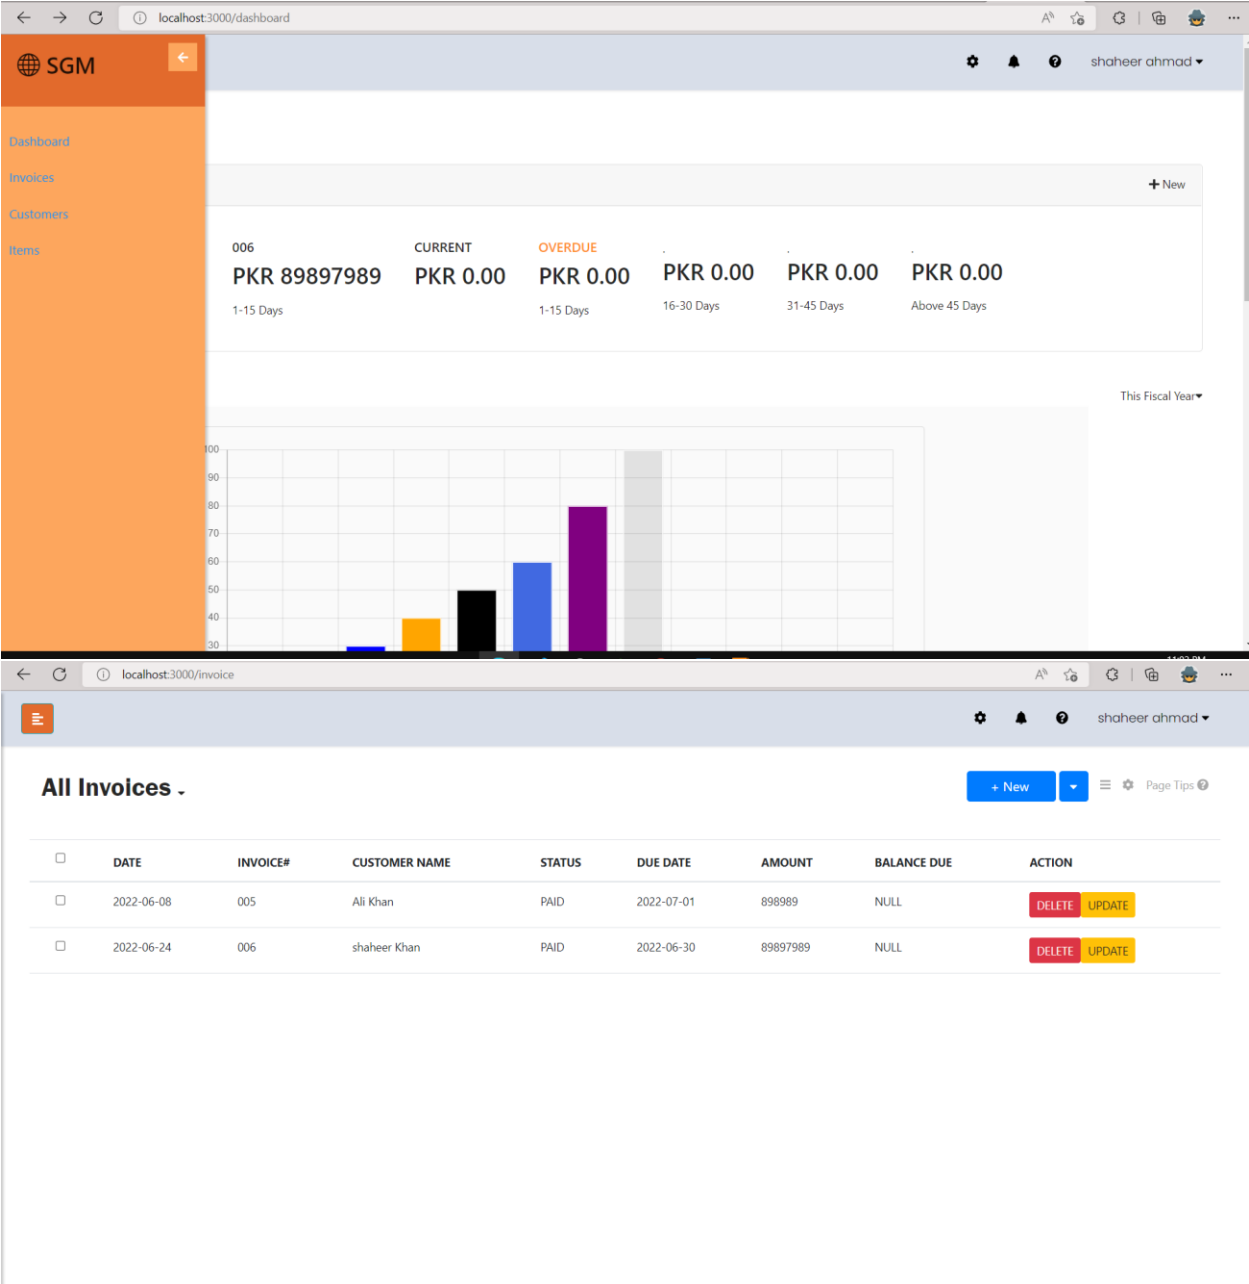 localhost:3000/dashboard
SGM
shaheer ahmad
Dashboard
Invoices
Customers
Items
+ New
006
PKR 89897989
1-15 Days
CURRENT
PKR 0.00
OVERDUE
PKR 0.00
1-15 Days
.
PKR 0.00
16-30 Days
.
PKR 0.00
31-45 Days
.
PKR 0.00
Above 45 Days
This Fiscal Year
100
90
80
70
60
50
40
30
localhost:3000/invoice
shaheer ahmad
All Invoices
+ New
Page Tips
DATE INVOICE# CUSTOMER NAME STATUS DUE DATE AMOUNT BALANCE DUE ACTION
2022-06-08 005 Ali Khan PAID 2022-07-01 898989 NULL DELETE UPDATE
2022-06-24 006 shaheer Khan PAID 2022-06-30 89897989 NULL DELETE UPDATE